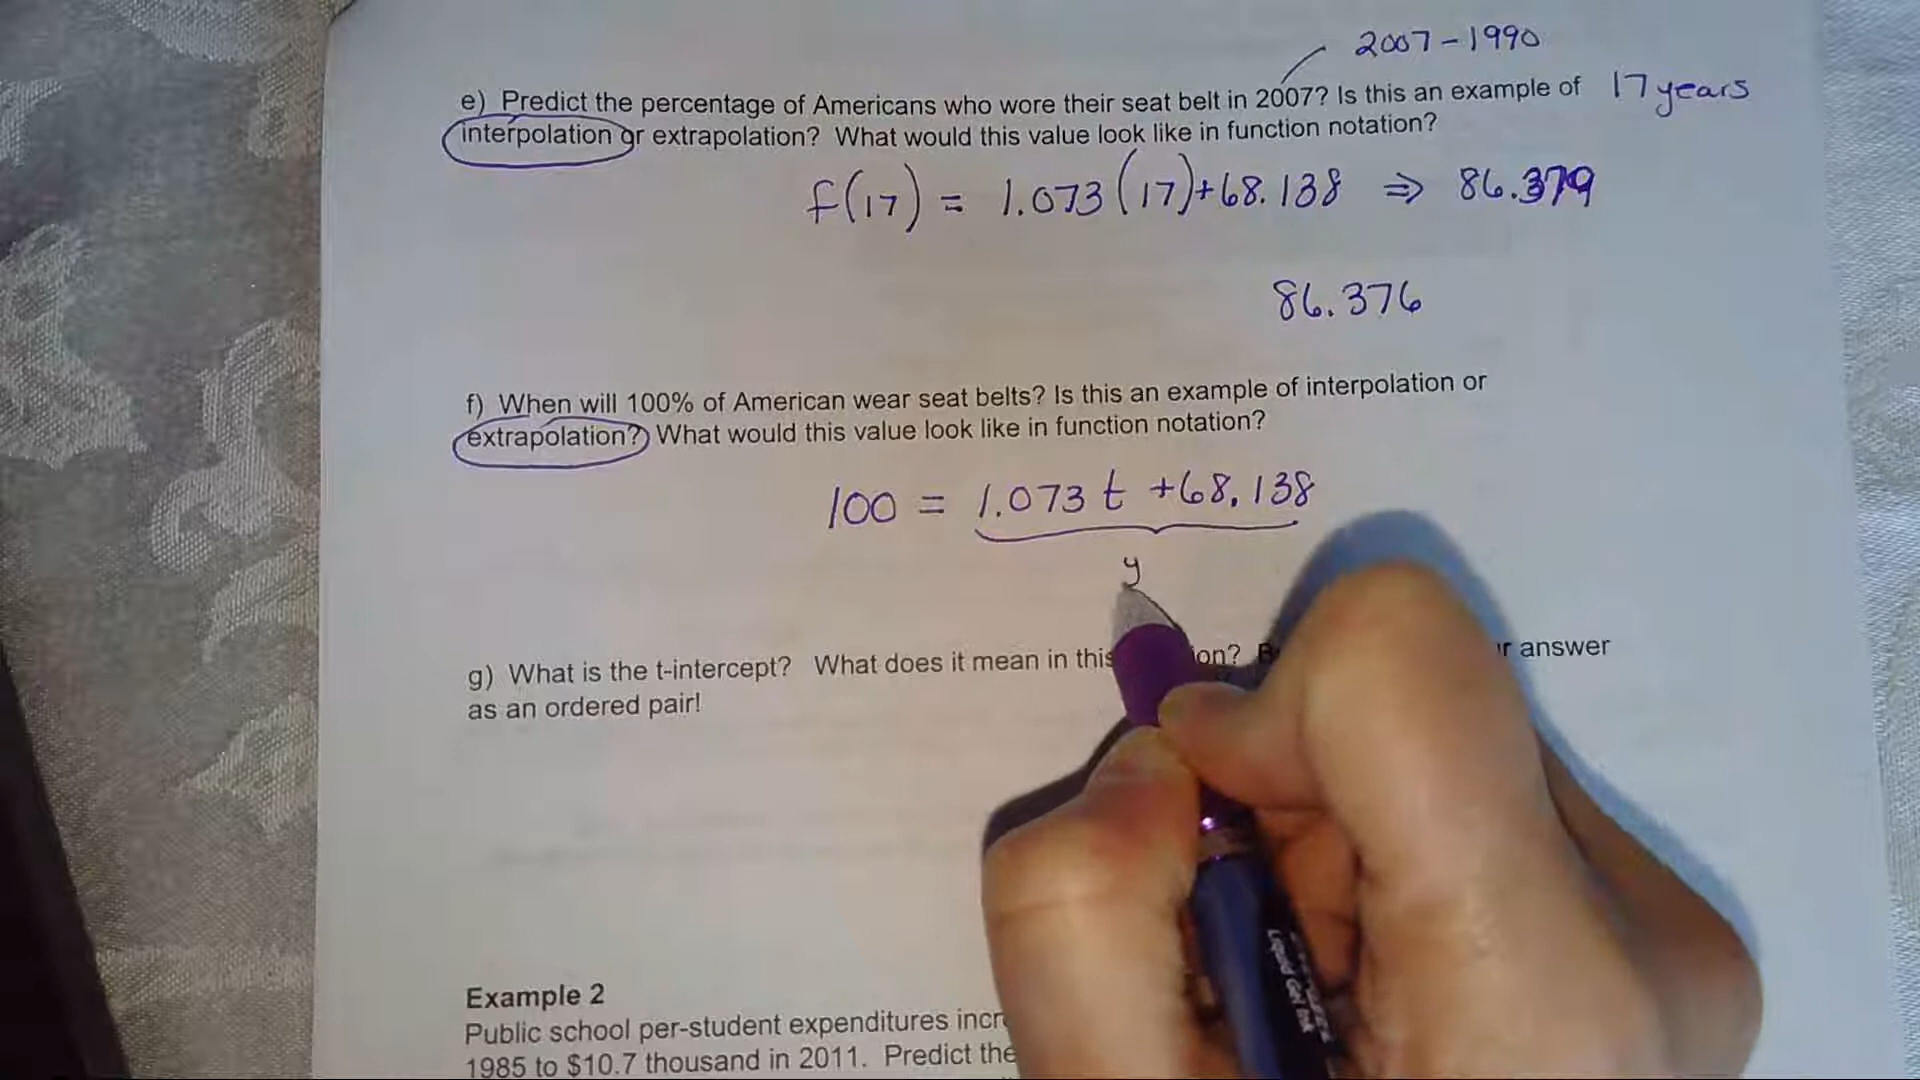 2007-1990
e) Predict the percentage of Americans who wore their seat belt in 2007? Is this an example of 17 years
interpolation or extrapolation? What would this value look like in function notation?
f(17) = 1.073(17)+68.138 ⇒ 86.379
86.376
f) When will 100% of American wear seat belts? Is this an example of interpolation or
extrapolation? What would this value look like in function notation?
100 = 1.073 t +68.138
y
g) What is the t-intercept? What does it mean in this answer
as an ordered pair!
Example 2
Public school per-student expenditures
1985 to $10.7 thousand in 2011. Predict the
Liquid Gel Ink